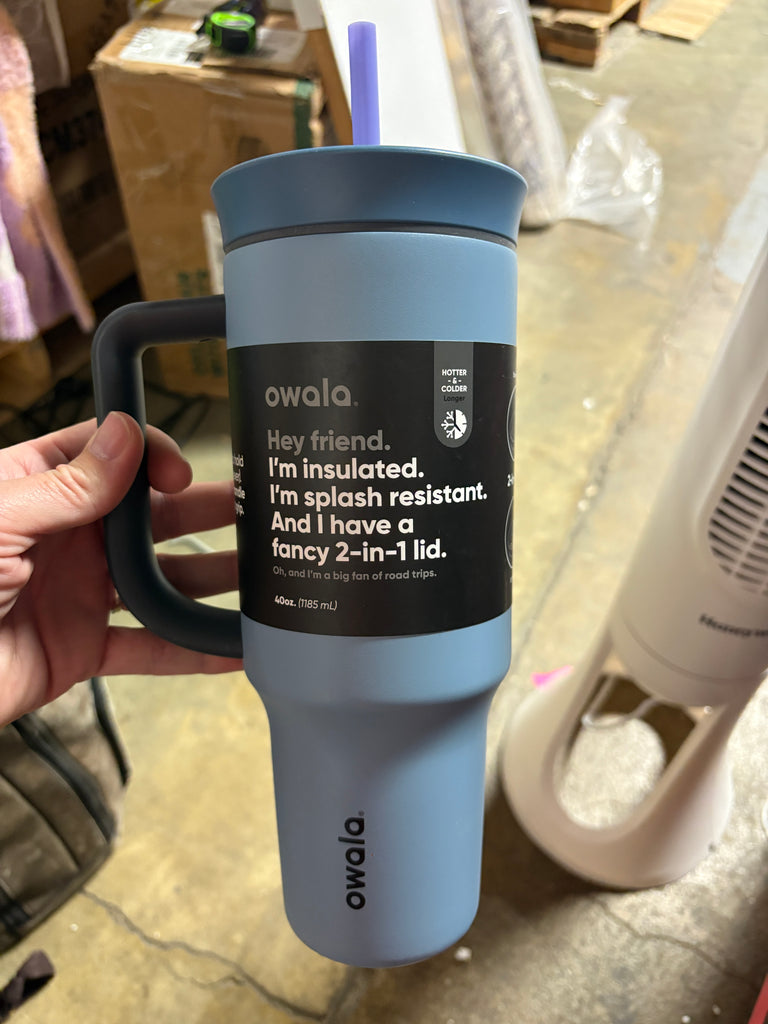 owala®
HOTTER
- & -
COLDER
Longer
Hey friend.
I'm insulated.
I'm splash resistant.
And I have a
fancy 2-in-1 lid.
Oh, and I'm a big fan of road trips.
40oz. (1185 mL)
owala®